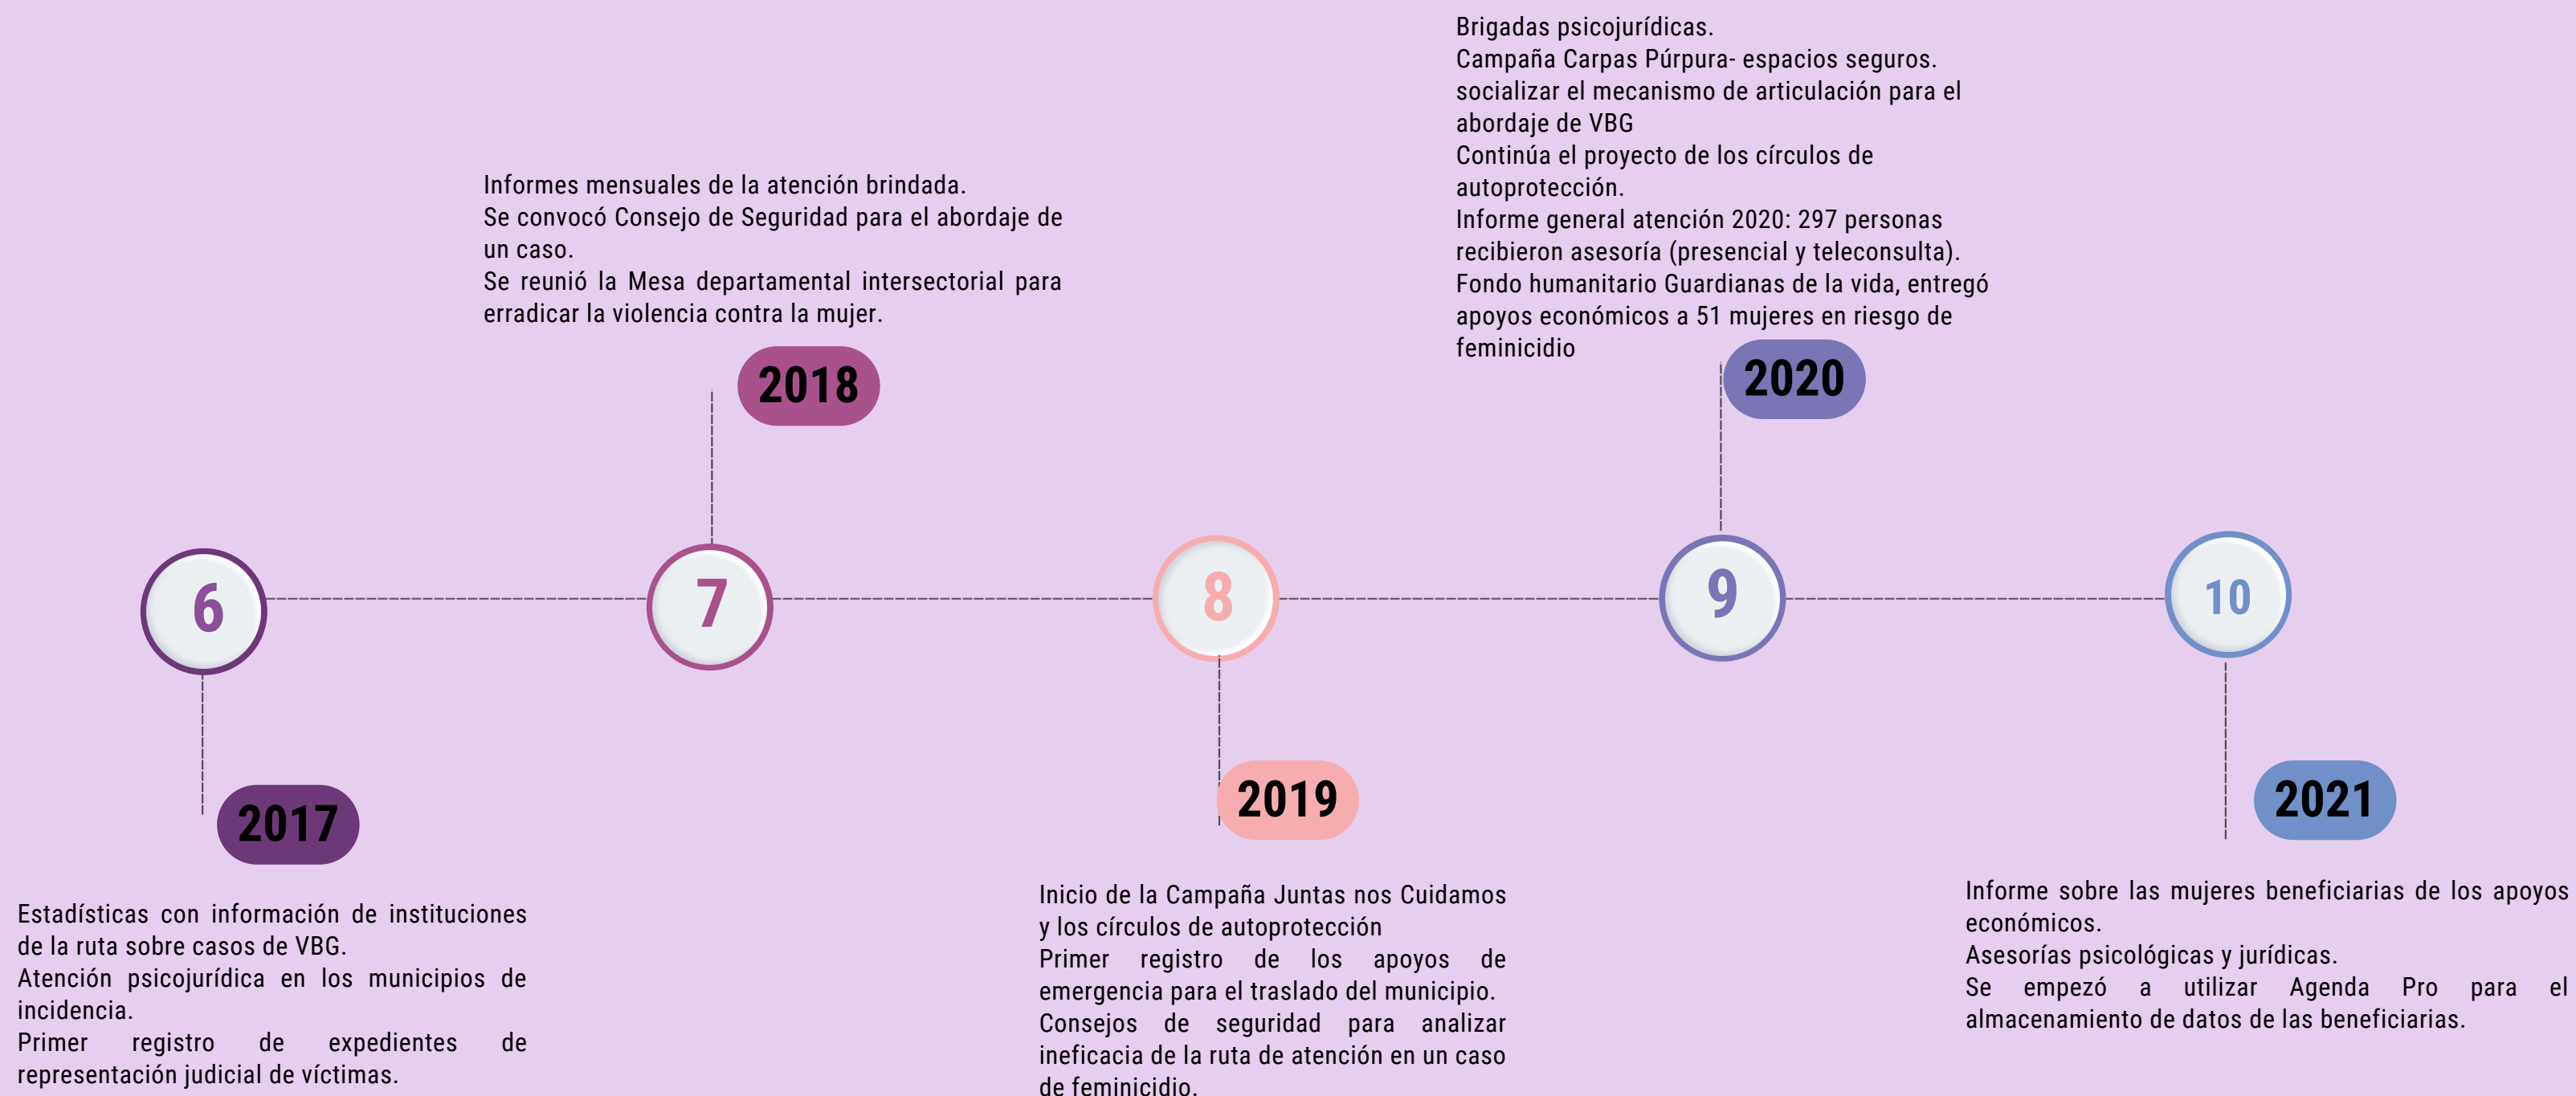 Brigadas psicojurídicas.
Campaña Carpas Púrpura- espacios seguros.
socializar el mecanismo de articulación para el
abordaje de VBG
Continúa el proyecto de los círculos de
autoprotección.
Informe general atención 2020: 297 personas
recibieron asesoría (presencial y teleconsulta).
Fondo humanitario Guardianas de la vida, entregó
apoyos económicos a 51 mujeres en riesgo de
feminicidio
2020
Informes mensuales de la atención brindada.
Se convocó Consejo de Seguridad para el abordaje de
un caso.
Se reunió la Mesa departamental intersectorial para
erradicar la violencia contra la mujer.
2018
6
7
8
9
10
2017
Estadísticas con información de instituciones
de la ruta sobre casos de VBG.
Atención psicojurídica en los municipios de
incidencia.
Primer registro de expedientes de
representación judicial de víctimas.
2019
Inicio de la Campaña Juntas nos Cuidamos
y los círculos de autoprotección
Primer registro de los apoyos de
emergencia para el traslado del municipio.
Consejos de seguridad para analizar
ineficacia de la ruta de atención en un caso
de feminicidio.
2021
Informe sobre las mujeres beneficiarias de los apoyos
económicos.
Asesorías psicológicas y jurídicas.
Se empezó a utilizar Agenda Pro para el
almacenamiento de datos de las beneficiarias.